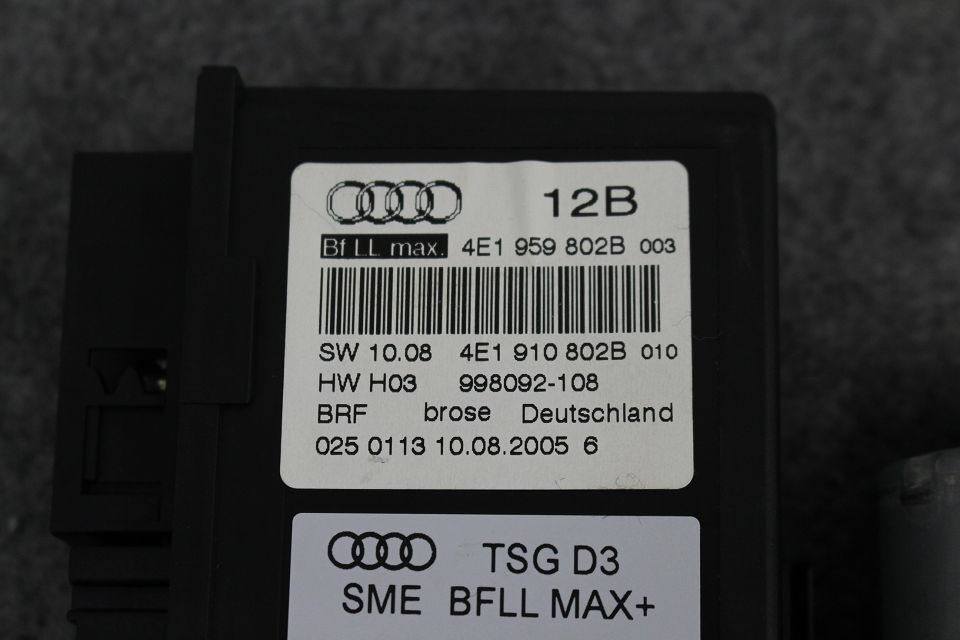 12B
Bf LL max. 4E1 959 802B 003
SW 10.08 4E1 910 802B 010
HW H03 998092-108
BRF brose Deutschland
025 0113 10.08.2005 6
TSG D3
SME BFLL MAX+